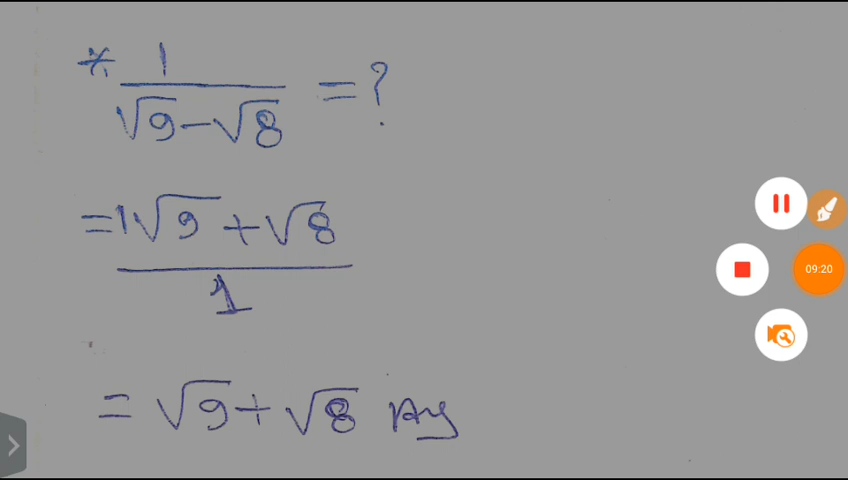 * 1
√9-√8 = ?
= 1√9+√8
1
= √9+√8 Ans
09:20